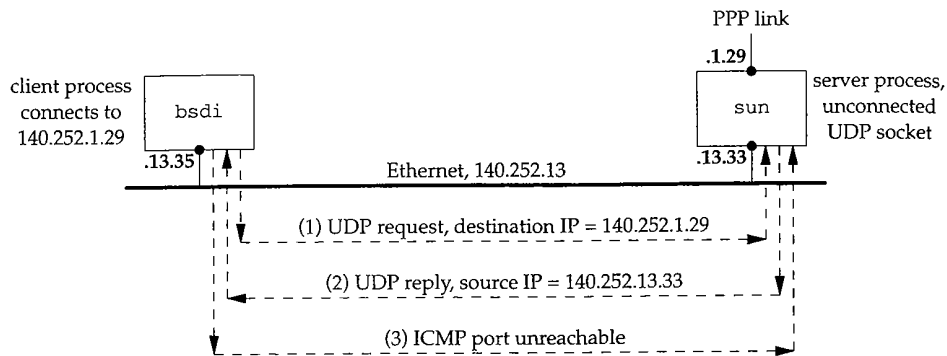 PPP link
.1.29
client process
connects to
140.252.1.29
bsdi
sun
server process,
unconnected
UDP socket
.13.35
.13.33
Ethernet, 140.252.13
(1) UDP request, destination IP = 140.252.1.29
(2) UDP reply, source IP = 140.252.13.33
(3) ICMP port unreachable